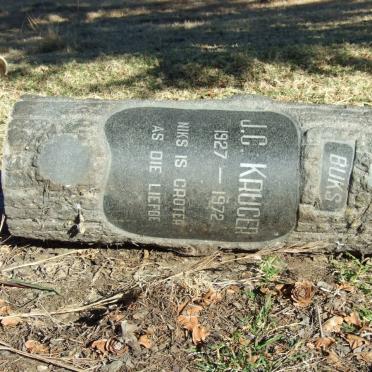 BUKS
J.C. KRUGER
1927 — 1972
NIKS IS GROTER
AS DIE LIEFDE